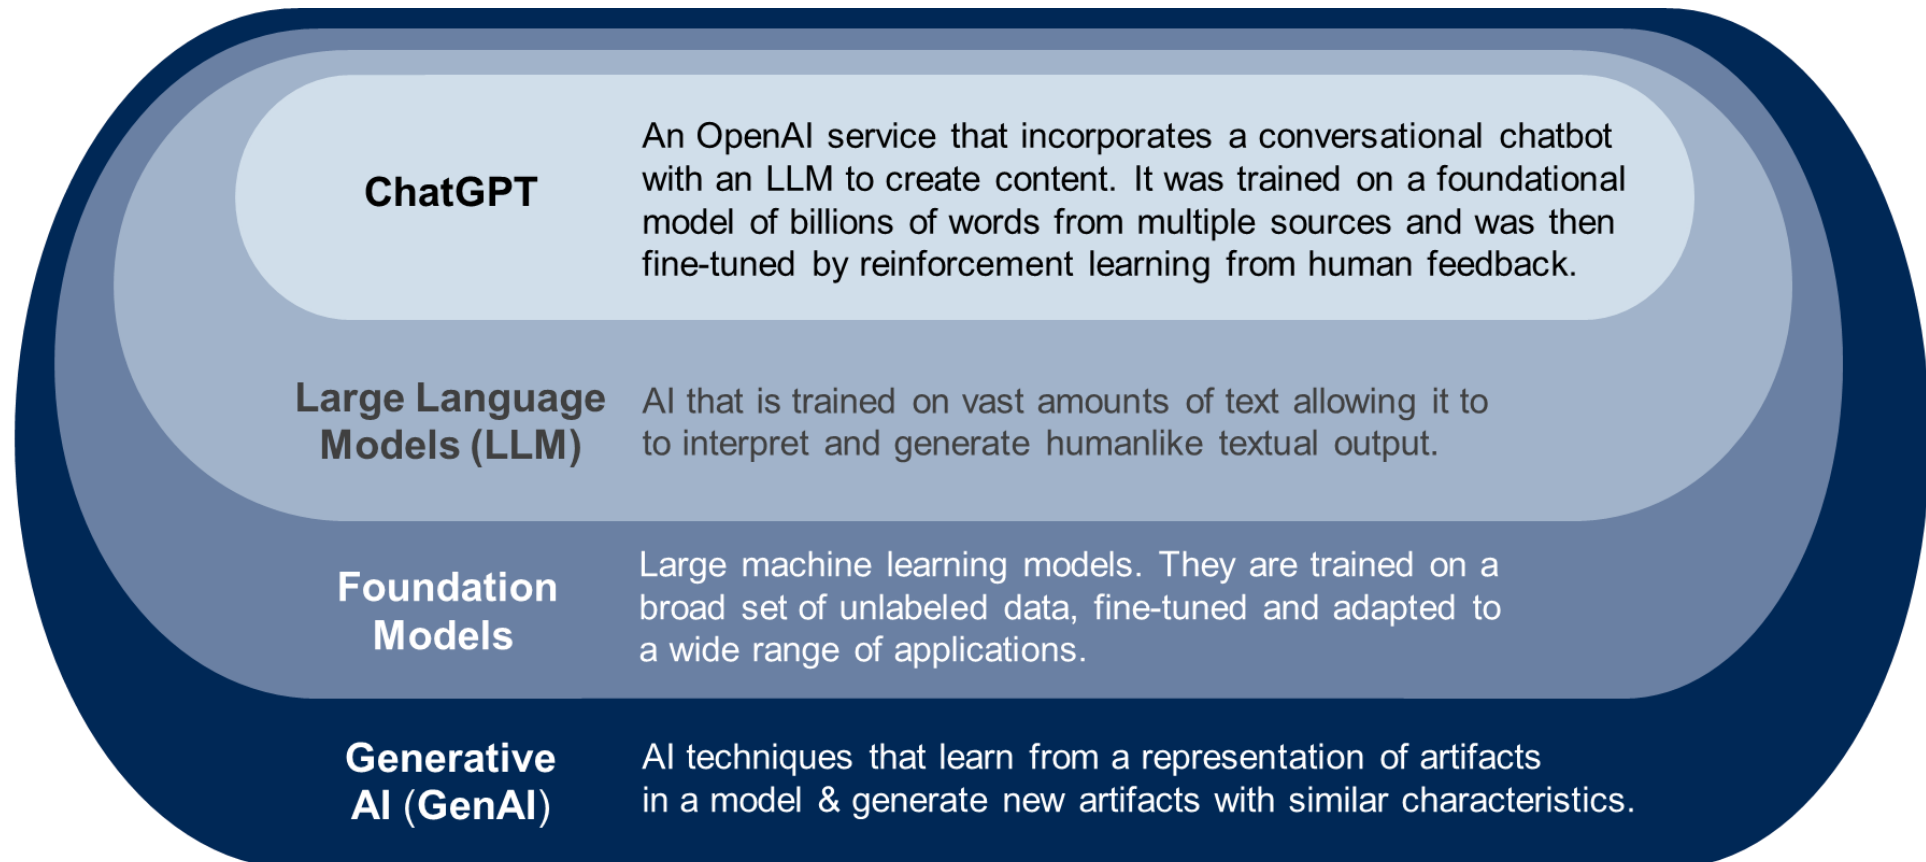 ChatGPT
An OpenAI service that incorporates a conversational chatbot
with an LLM to create content. It was trained on a foundational
model of billions of words from multiple sources and was then
fine-tuned by reinforcement learning from human feedback.
Large Language
Models (LLM)
AI that is trained on vast amounts of text allowing it to
to interpret and generate humanlike textual output.
Foundation
Models
Large machine learning models. They are trained on a
broad set of unlabeled data, fine-tuned and adapted to
a wide range of applications.
Generative
AI (GenAI)
AI techniques that learn from a representation of artifacts
in a model & generate new artifacts with similar characteristics.